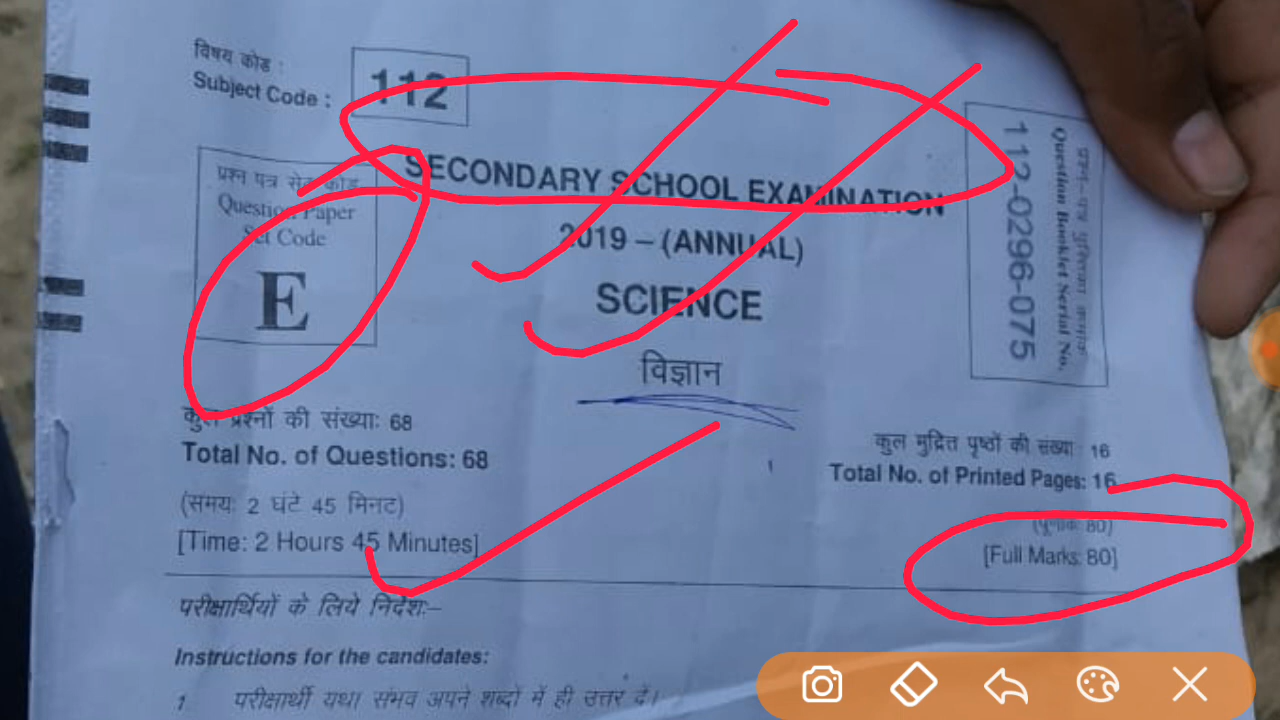 विषय कोड :
Subject Code :
112
प्रश्न पत्र सेट कोड
Question Paper
Set Code
E
SECONDARY SCHOOL EXAMINATION
2019 – (ANNUAL)
SCIENCE
विज्ञान
प्रश्न-पत्र पुस्तिका क्रमांक
Question Booklet Serial No.
112-0296-075
कुल प्रश्नों की संख्या: 68
Total No. of Questions: 68
(समय: 2 घंटे 45 मिनट)
[Time: 2 Hours 45 Minutes]
कुल मुद्रित पृष्ठों की संख्या 16
Total No. of Printed Pages: 16
(पूर्णांक: 80)
[Full Marks: 80]
परीक्षार्थियों के लिये निर्देश:–
Instructions for the candidates:
1 परीक्षार्थी यथा संभव अपने शब्दों में ही उत्तर दें।